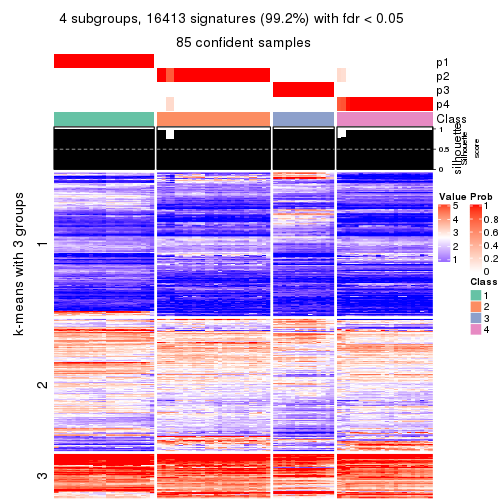 4 subgroups, 16413 signatures (99.2%) with fdr < 0.05
85 confident samples
p1
p2
p3
p4
Class
1
0.5
0
silhouette
Silhouette
score
k-means with 3 groups
1
2
3
Value
5
4
3
2
1
Prob
1
0.8
0.6
0.4
0.2
0
Class
1
2
3
4